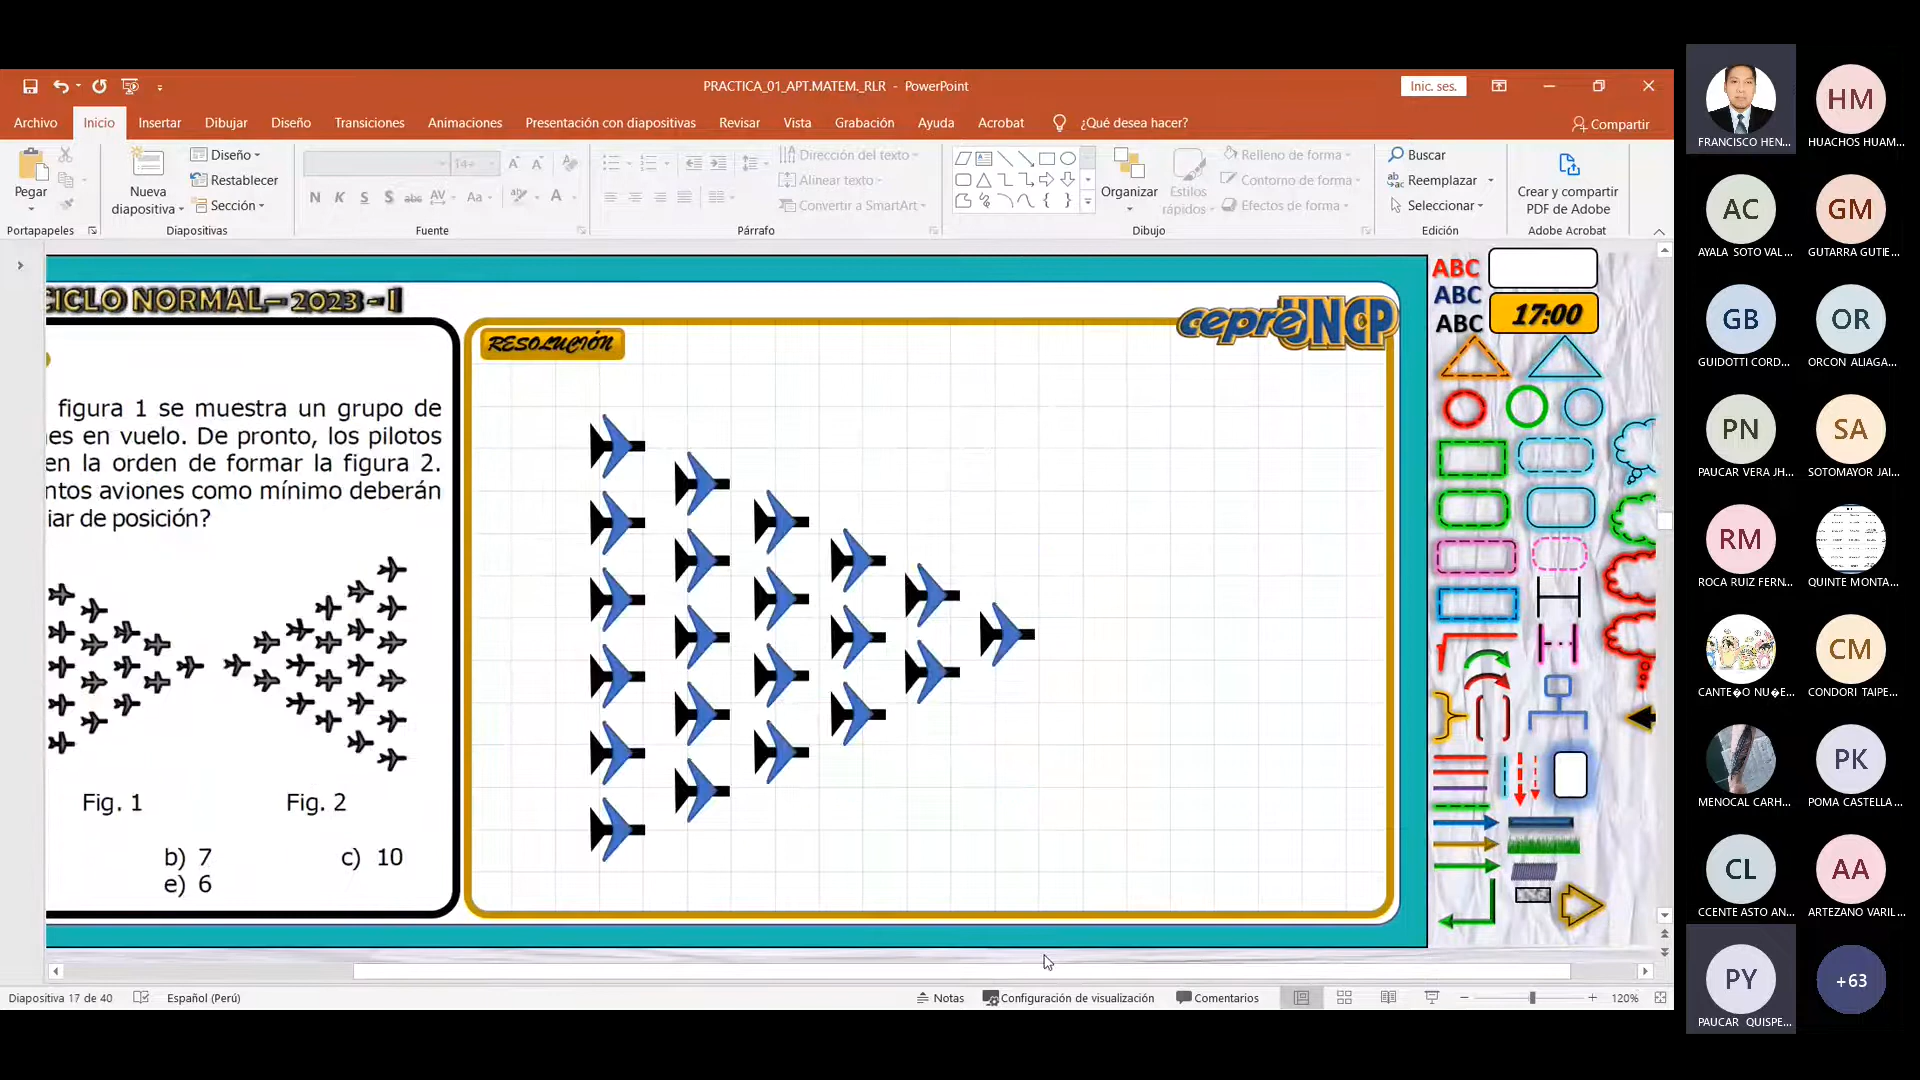 PRACTICA_01_APT.MATEM._RLR - PowerPoint
Inic. ses.
Archivo Inicio Insertar Dibujar Diseño Transiciones Animaciones Presentación con diapositivas Revisar Vista Grabación Ayuda Acrobat ¿Qué desea hacer? Compartir
Pegar
Nueva diapositiva
Diseño
Restablecer
Sección
14+
N K S S abc AV Aa A
Dirección del texto
Alinear texto
Convertir a SmartArt
Organizar
Estilos rápidos
Relleno de forma
Contorno de forma
Efectos de forma
Buscar
Reemplazar
Seleccionar
Crear y compartir
PDF de Adobe
Portapapeles Diapositivas Fuente Párrafo Dibujo Edición Adobe Acrobat
CICLO NORMAL– 2023 - I
figura 1 se muestra un grupo de
es en vuelo. De pronto, los pilotos
en la orden de formar la figura 2.
ntos aviones como mínimo deberán
iar de posición?
Fig. 1 Fig. 2
b) 7 c) 10
e) 6
RESOLUCIÓN
cepreUNCP
ABC
ABC
ABC
17:00
Diapositiva 17 de 40 Español (Perú) Notas Configuración de visualización Comentarios 120%
FRANCISCO HEN...
HM
HUACHOS HUAM...
AC
AYALA SOTO VAL...
GM
GUTARRA GUTIE...
GB
GUIDOTTI CORD...
OR
ORCON ALIAGA...
PN
PAUCAR VERA JH...
SA
SOTOMAYOR JAI...
RM
ROCA RUIZ FERN...
QUINTE MONTA...
CANTE�O NU�E...
CM
CONDORI TAIPE...
MENOCAL CARH...
PK
POMA CASTELLA...
CL
CCENTE ASTO AN...
AA
ARTEZANO VARIL...
PY
PAUCAR QUISPE...
+63